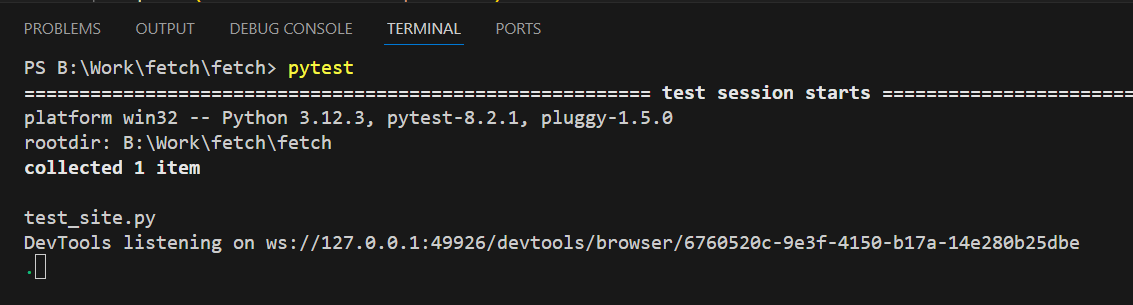 PROBLEMS OUTPUT DEBUG CONSOLE TERMINAL PORTS
PS B:\Work\fetch\fetch> pytest
========================================================= test session starts =======================
platform win32 -- Python 3.12.3, pytest-8.2.1, pluggy-1.5.0
rootdir: B:\Work\fetch\fetch
collected 1 item
test_site.py
DevTools listening on ws://127.0.0.1:49926/devtools/browser/6760520c-9e3f-4150-b17a-14e280b25dbe
.